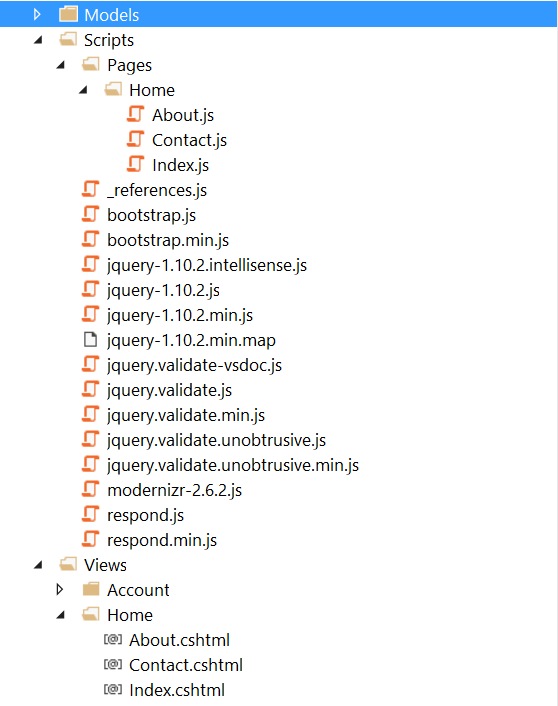 Models
Scripts
Pages
Home
About.js
Contact.js
Index.js
_references.js
bootstrap.js
bootstrap.min.js
jquery-1.10.2.intellisense.js
jquery-1.10.2.js
jquery-1.10.2.min.js
jquery-1.10.2.min.map
jquery.validate-vsdoc.js
jquery.validate.js
jquery.validate.min.js
jquery.validate.unobtrusive.js
jquery.validate.unobtrusive.min.js
modernizr-2.6.2.js
respond.js
respond.min.js
Views
Account
Home
[@] About.cshtml
[@] Contact.cshtml
[@] Index.cshtml